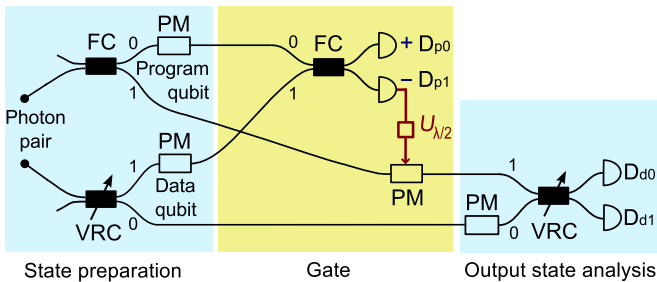 PM
FC
0
Program
qubit
1
Photon
pair
PM
1
Data
qubit
VRC
0
0
FC
1
+ Dp0
− Dp1
Uλ/2
PM
1
PM
0
VRC
Dd0
Dd1
State preparation
Gate
Output state analysis